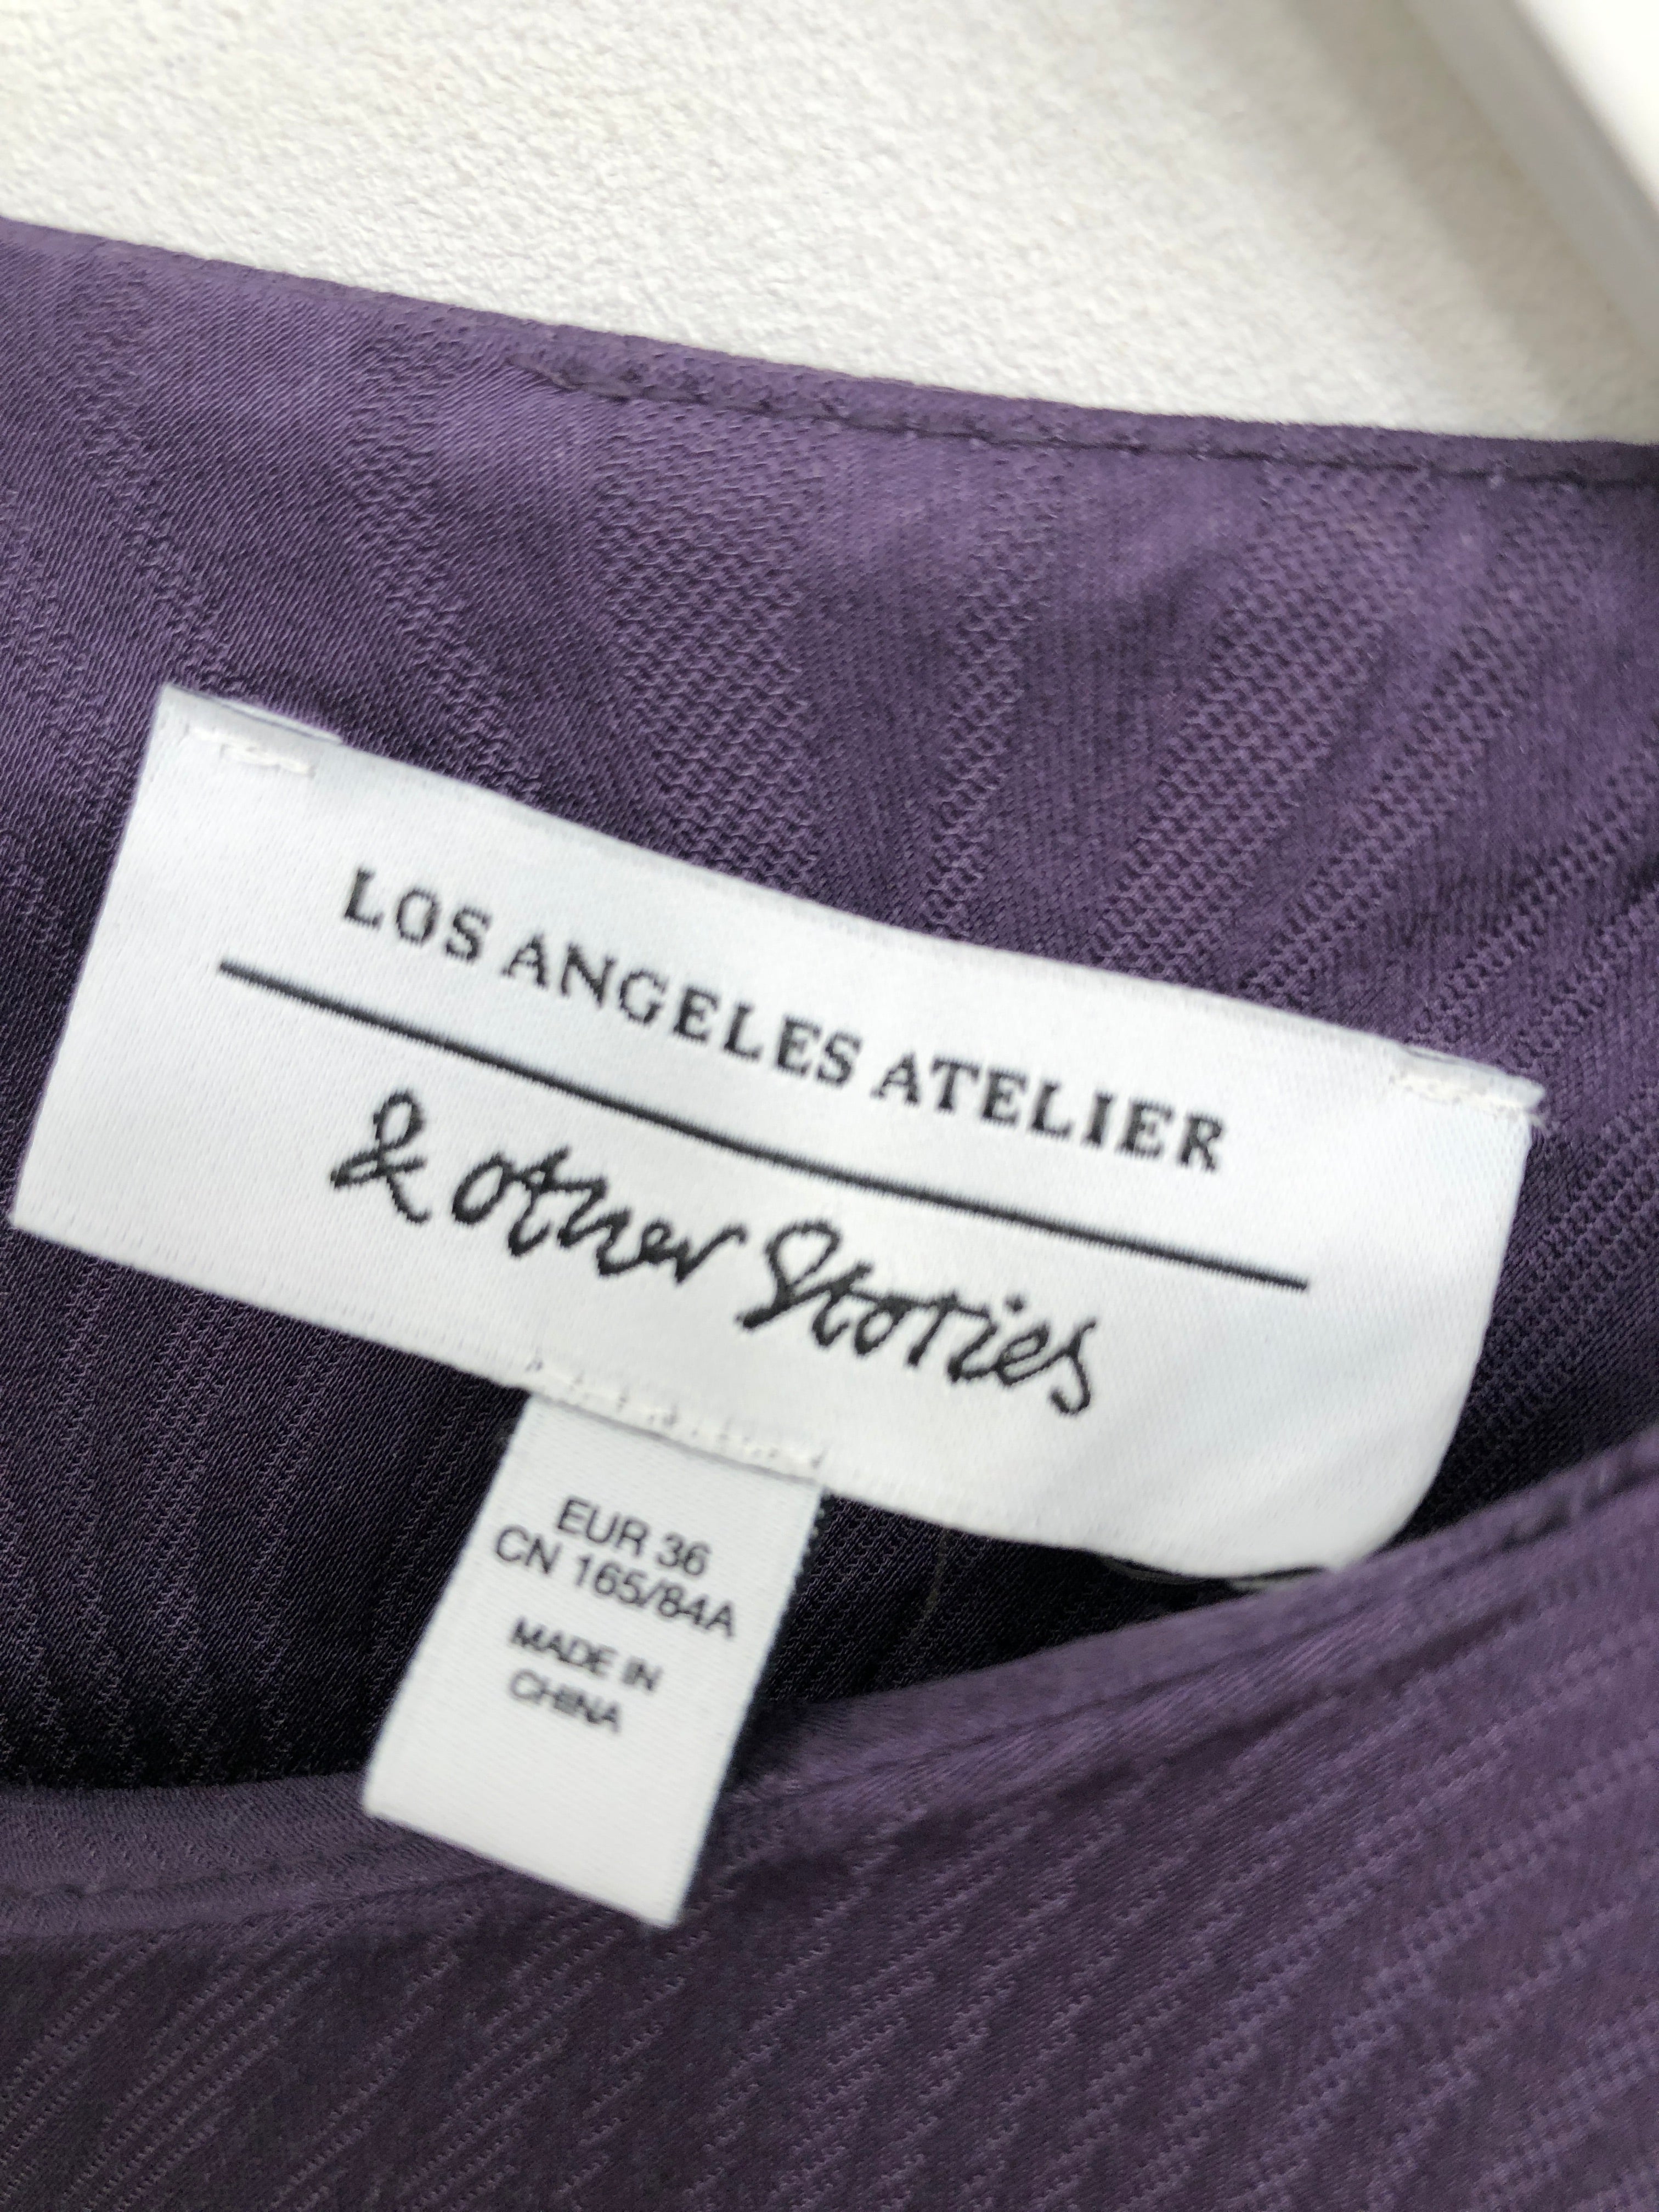 LOS ANGELES ATELIER
& other Stories
EUR 36
CN 165/84A
MADE IN
CHINA